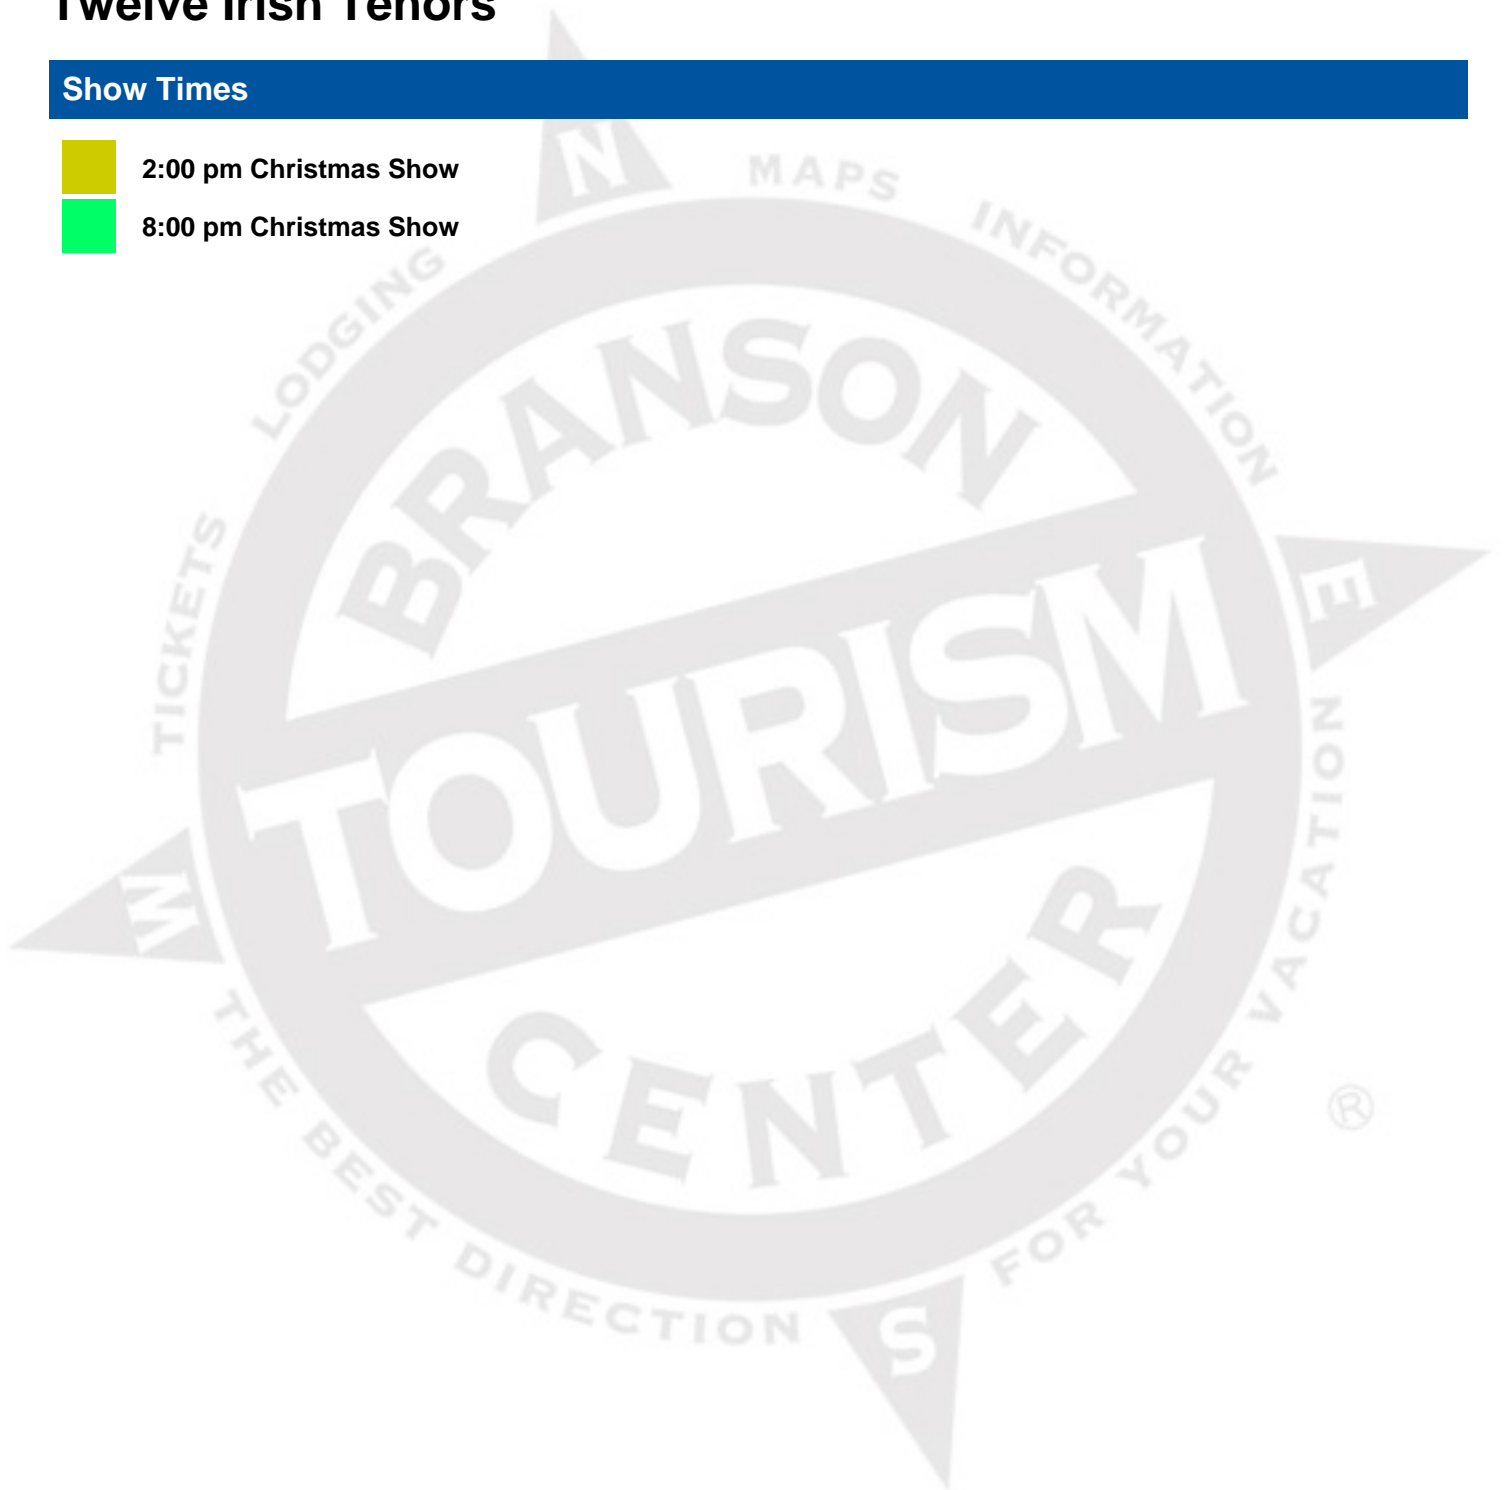 Twelve Irish Tenors
Show Times
2:00 pm Christmas Show
8:00 pm Christmas Show
N
MAPS
INFORMATION
LODGING
TICKETS
BRANSON
TOURISM
CENTER
E
W
S
THE BEST DIRECTION FOR YOUR VACATION
®